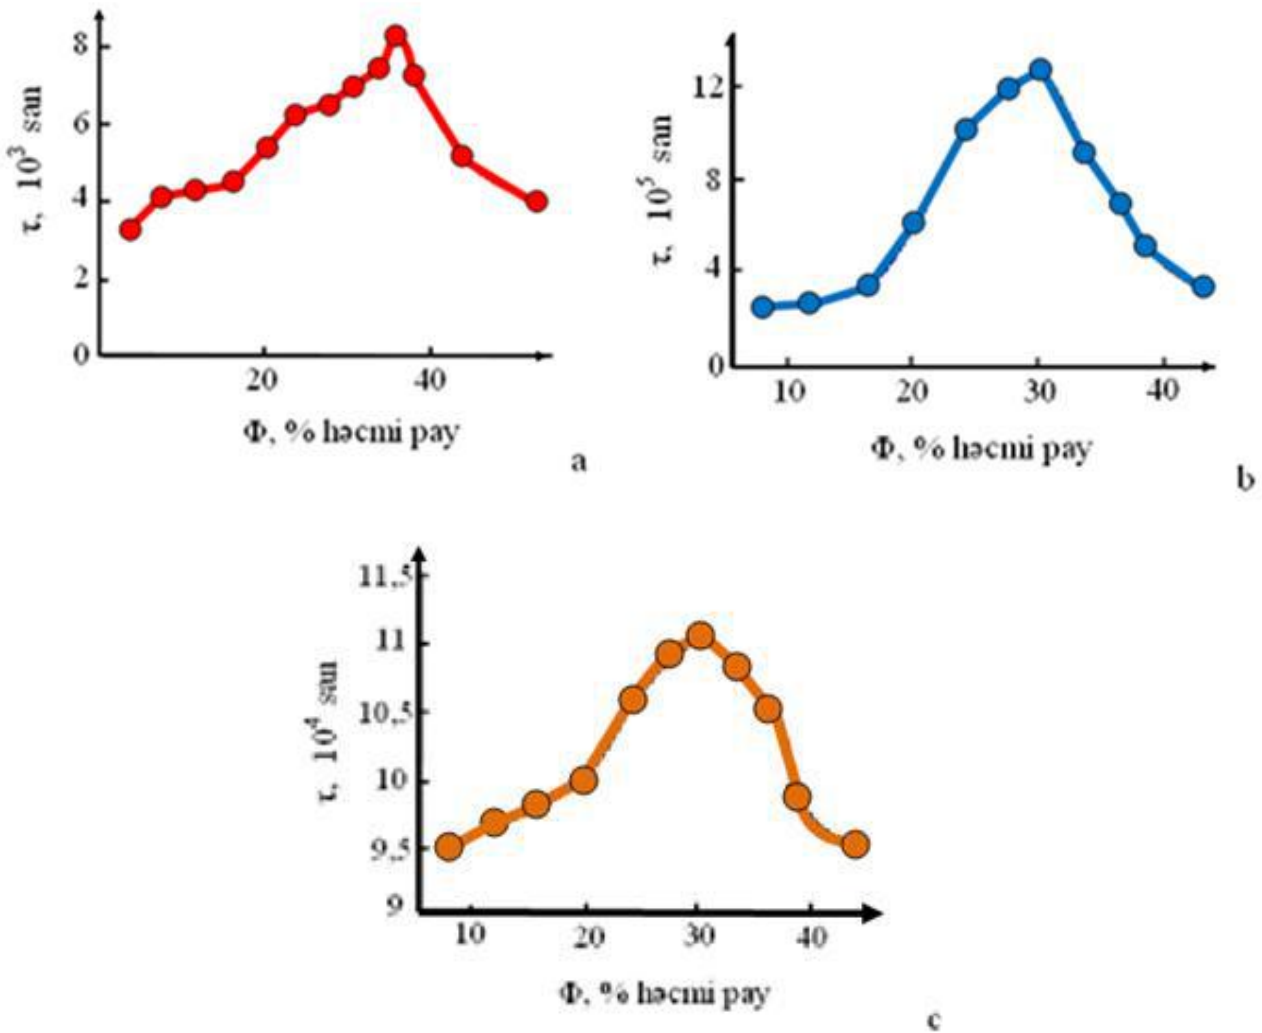 8
6
4
2
0
20 40
τ, 10³ san
Φ, % həcmi pay
a
12
8
4
0
10 20 30 40
τ, 10⁵ san
Φ, % həcmi pay
b
11,5
11
10,5
10
9,5
9
10 20 30 40
τ, 10⁴ san
Φ, % həcmi pay
c